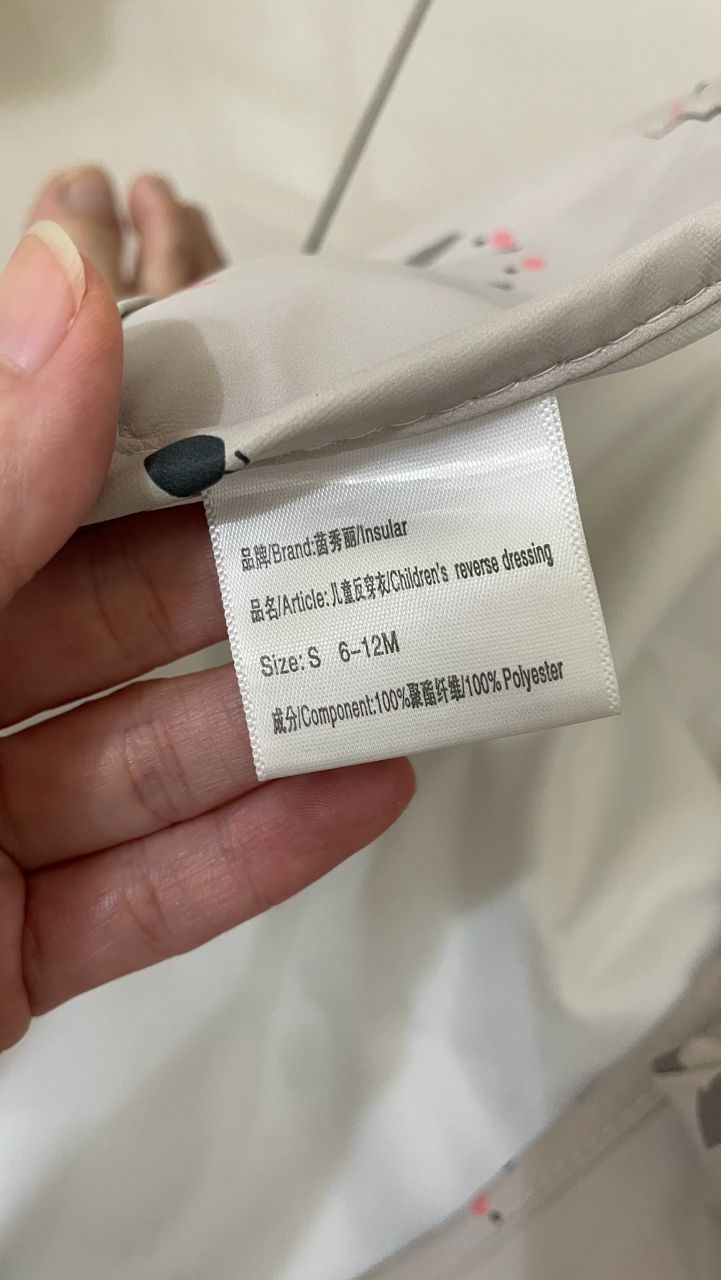 品牌/Brand:茵秀丽/Insular
品名/Article:儿童反穿衣/Children's reverse dressing
Size: S 6-12M
成分/Component:100%聚酯纤维/100% Polyester